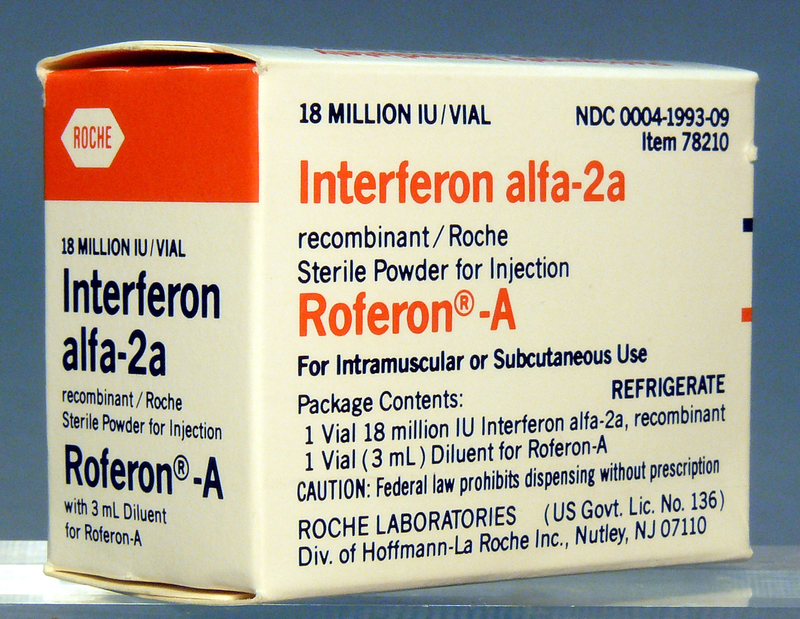 ROCHE
18 MILLION IU/VIAL
Interferon
alfa-2a
recombinant/Roche
Sterile Powder for Injection
Roferon®-A
with 3 mL Diluent
for Roferon-A
18 MILLION IU/VIAL
NDC 0004-1993-09
Item 78210
Interferon alfa-2a
recombinant/Roche
Sterile Powder for Injection
Roferon®-A
For Intramuscular or Subcutaneous Use
REFRIGERATE
Package Contents:
1 Vial 18 million IU Interferon alfa-2a, recombinant
1 Vial (3 mL) Diluent for Roferon-A
CAUTION: Federal law prohibits dispensing without prescription
ROCHE LABORATORIES (US Govt. Lic. No. 136)
Div. of Hoffmann-La Roche Inc., Nutley, NJ 07110